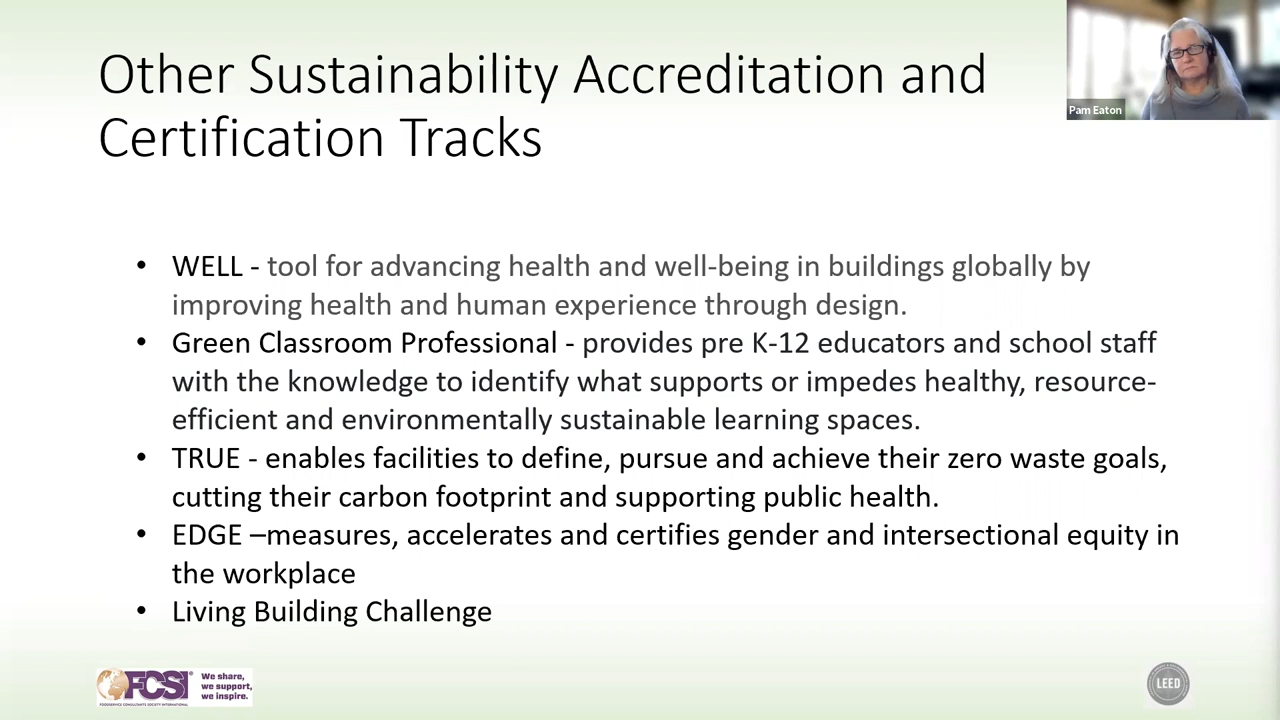 Other Sustainability Accreditation and
Certification Tracks
Pam Eaton
• WELL - tool for advancing health and well-being in buildings globally by
improving health and human experience through design.
• Green Classroom Professional - provides pre K-12 educators and school staff
with the knowledge to identify what supports or impedes healthy, resource-
efficient and environmentally sustainable learning spaces.
• TRUE - enables facilities to define, pursue and achieve their zero waste goals,
cutting their carbon footprint and supporting public health.
• EDGE –measures, accelerates and certifies gender and intersectional equity in
the workplace
• Living Building Challenge
FCSI®
FOODSERVICE CONSULTANTS SOCIETY INTERNATIONAL
We share,
we support,
we inspire.
LEED